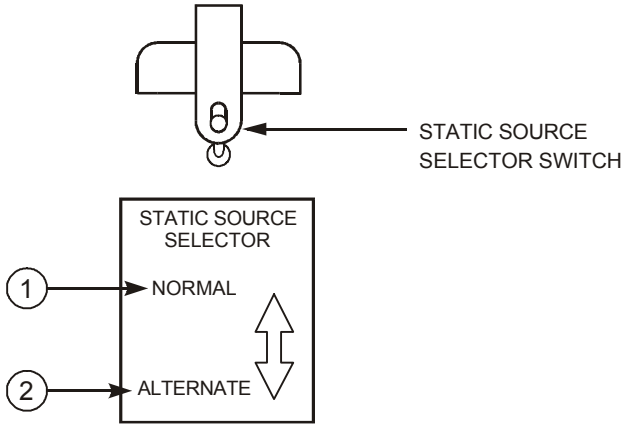 STATIC SOURCE
SELECTOR SWITCH
STATIC SOURCE
SELECTOR
1
NORMAL
2
ALTERNATE